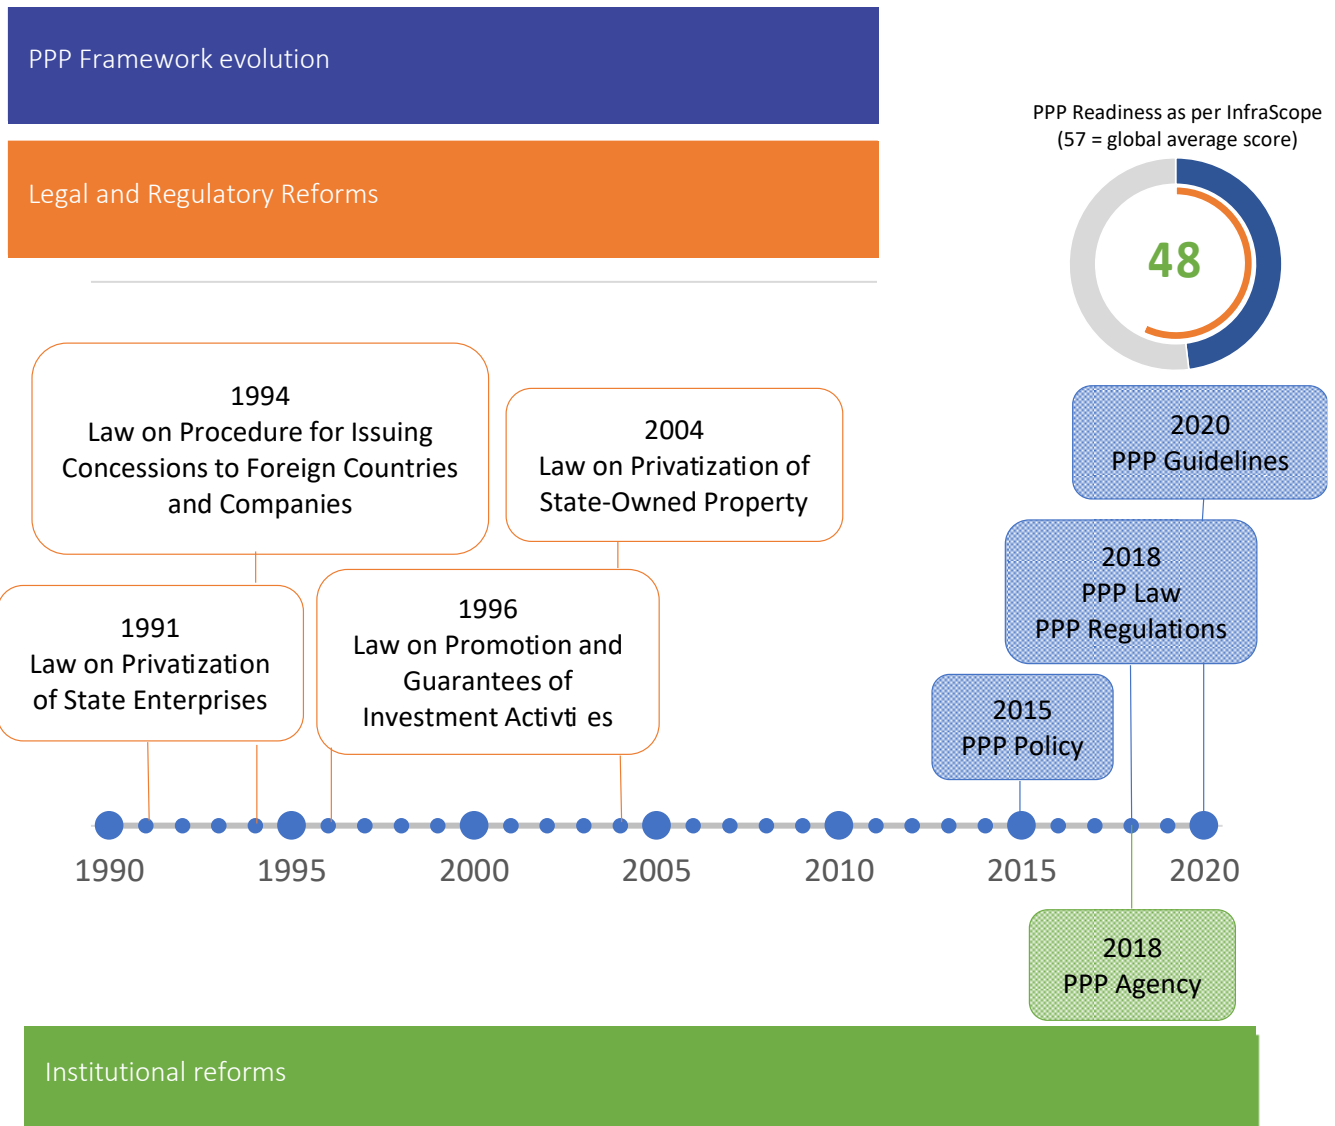 PPP Framework evolution
Legal and Regulatory Reforms
PPP Readiness as per InfraScope
(57 = global average score)
48
1994
Law on Procedure for Issuing
Concessions to Foreign Countries
and Companies
2004
Law on Privatization of
State-Owned Property
2020
PPP Guidelines
1991
Law on Privatization
of State Enterprises
1996
Law on Promotion and
Guarantees of
Investment Activti es
2018
PPP Law
PPP Regulations
2015
PPP Policy
1990 1995 2000 2005 2010 2015 2020
2018
PPP Agency
Institutional reforms